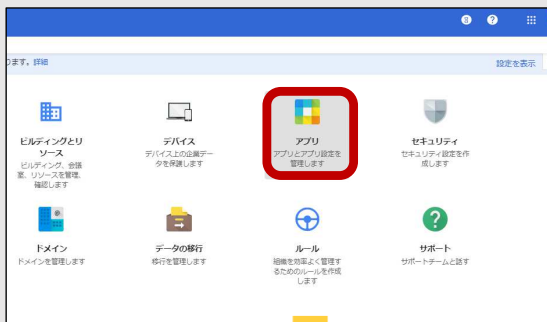 ります。詳細
設定を表示
ビルディングとリ
ソース
ビルディング、会議
室、リソースを管理、
確認します
デバイス
デバイス上の企業デー
タを保護します
アプリ
アプリとアプリ設定を
管理します
セキュリティ
セキュリティ設定を作
成します
ドメイン
ドメインを管理します
データの移行
移行を管理します
ルール
組織を効率よく管理す
るためのルールを作成
します
サポート
サポートチームと話す